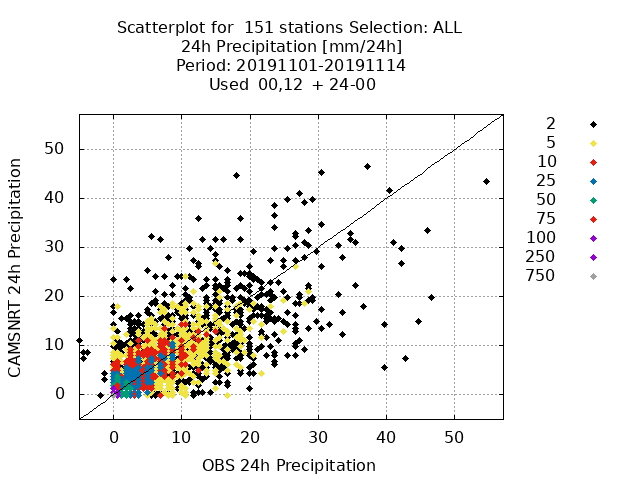 Scatterplot for  151 stations Selection: ALL
24h Precipitation [mm/24h]
Period: 20191101-20191114
Used  00,12  + 24-00
2
5
10
25
50
75
100
250
750
50
40
30
20
10
0
CAMSNRT 24h Precipitation
0 10 20 30 40 50
OBS 24h Precipitation